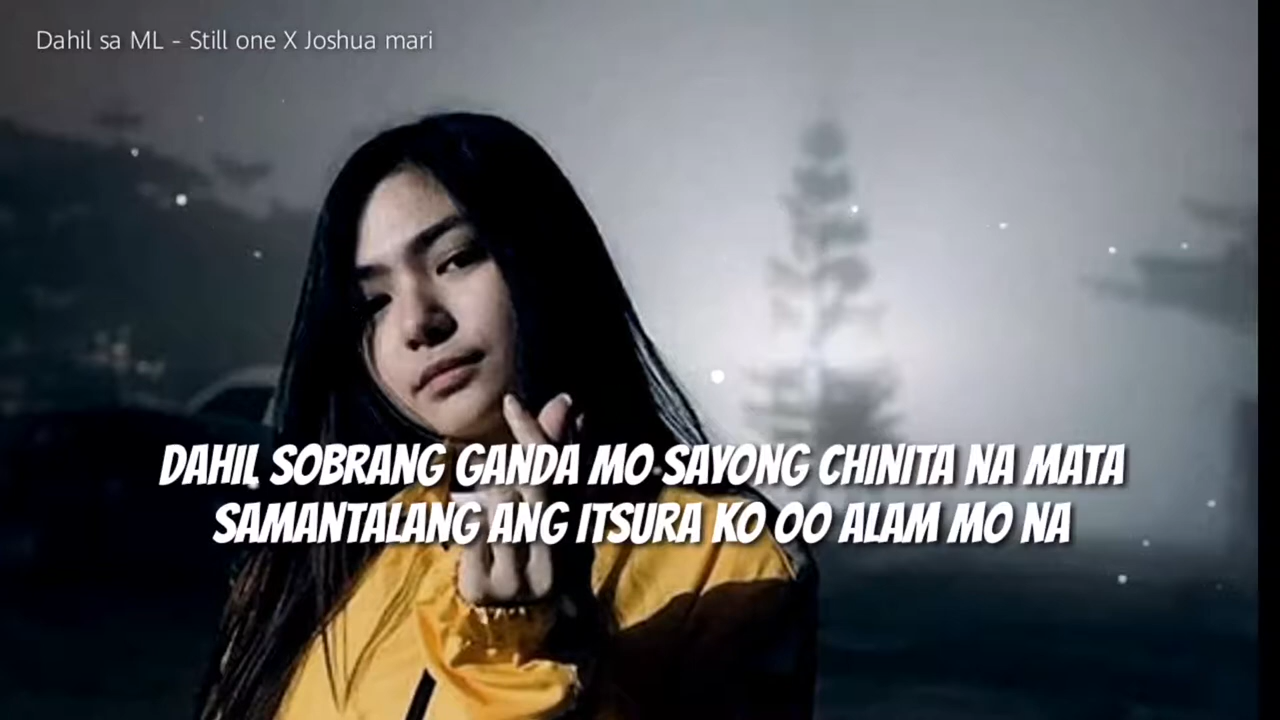 Dahil sa ML - Still one X Joshua mari
DAHIL SOBRANG GANDA MO SAYONG CHINITA NA MATA
SAMANTALANG ANG ITSURA KO OO ALAM MO NA